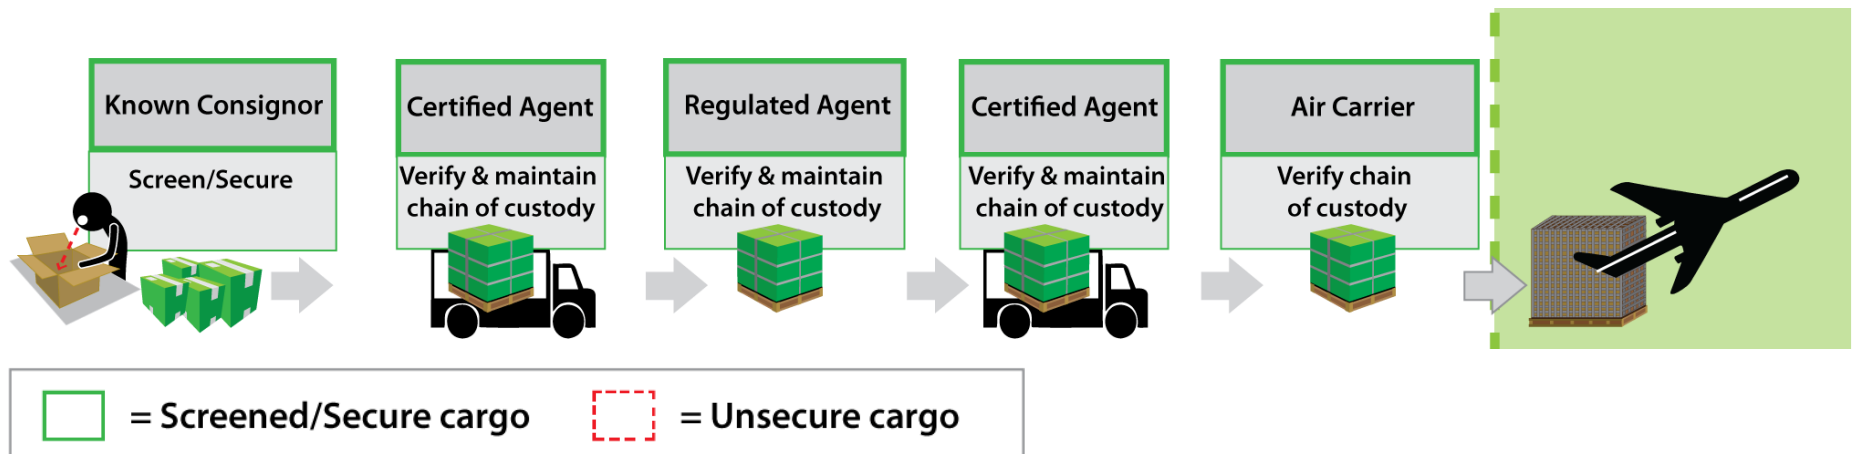 Known Consignor
Screen/Secure
Certified Agent
Verify & maintain
chain of custody
Regulated Agent
Verify & maintain
chain of custody
Certified Agent
Verify & maintain
chain of custody
Air Carrier
Verify chain
of custody
= Screened/Secure cargo
= Unsecure cargo